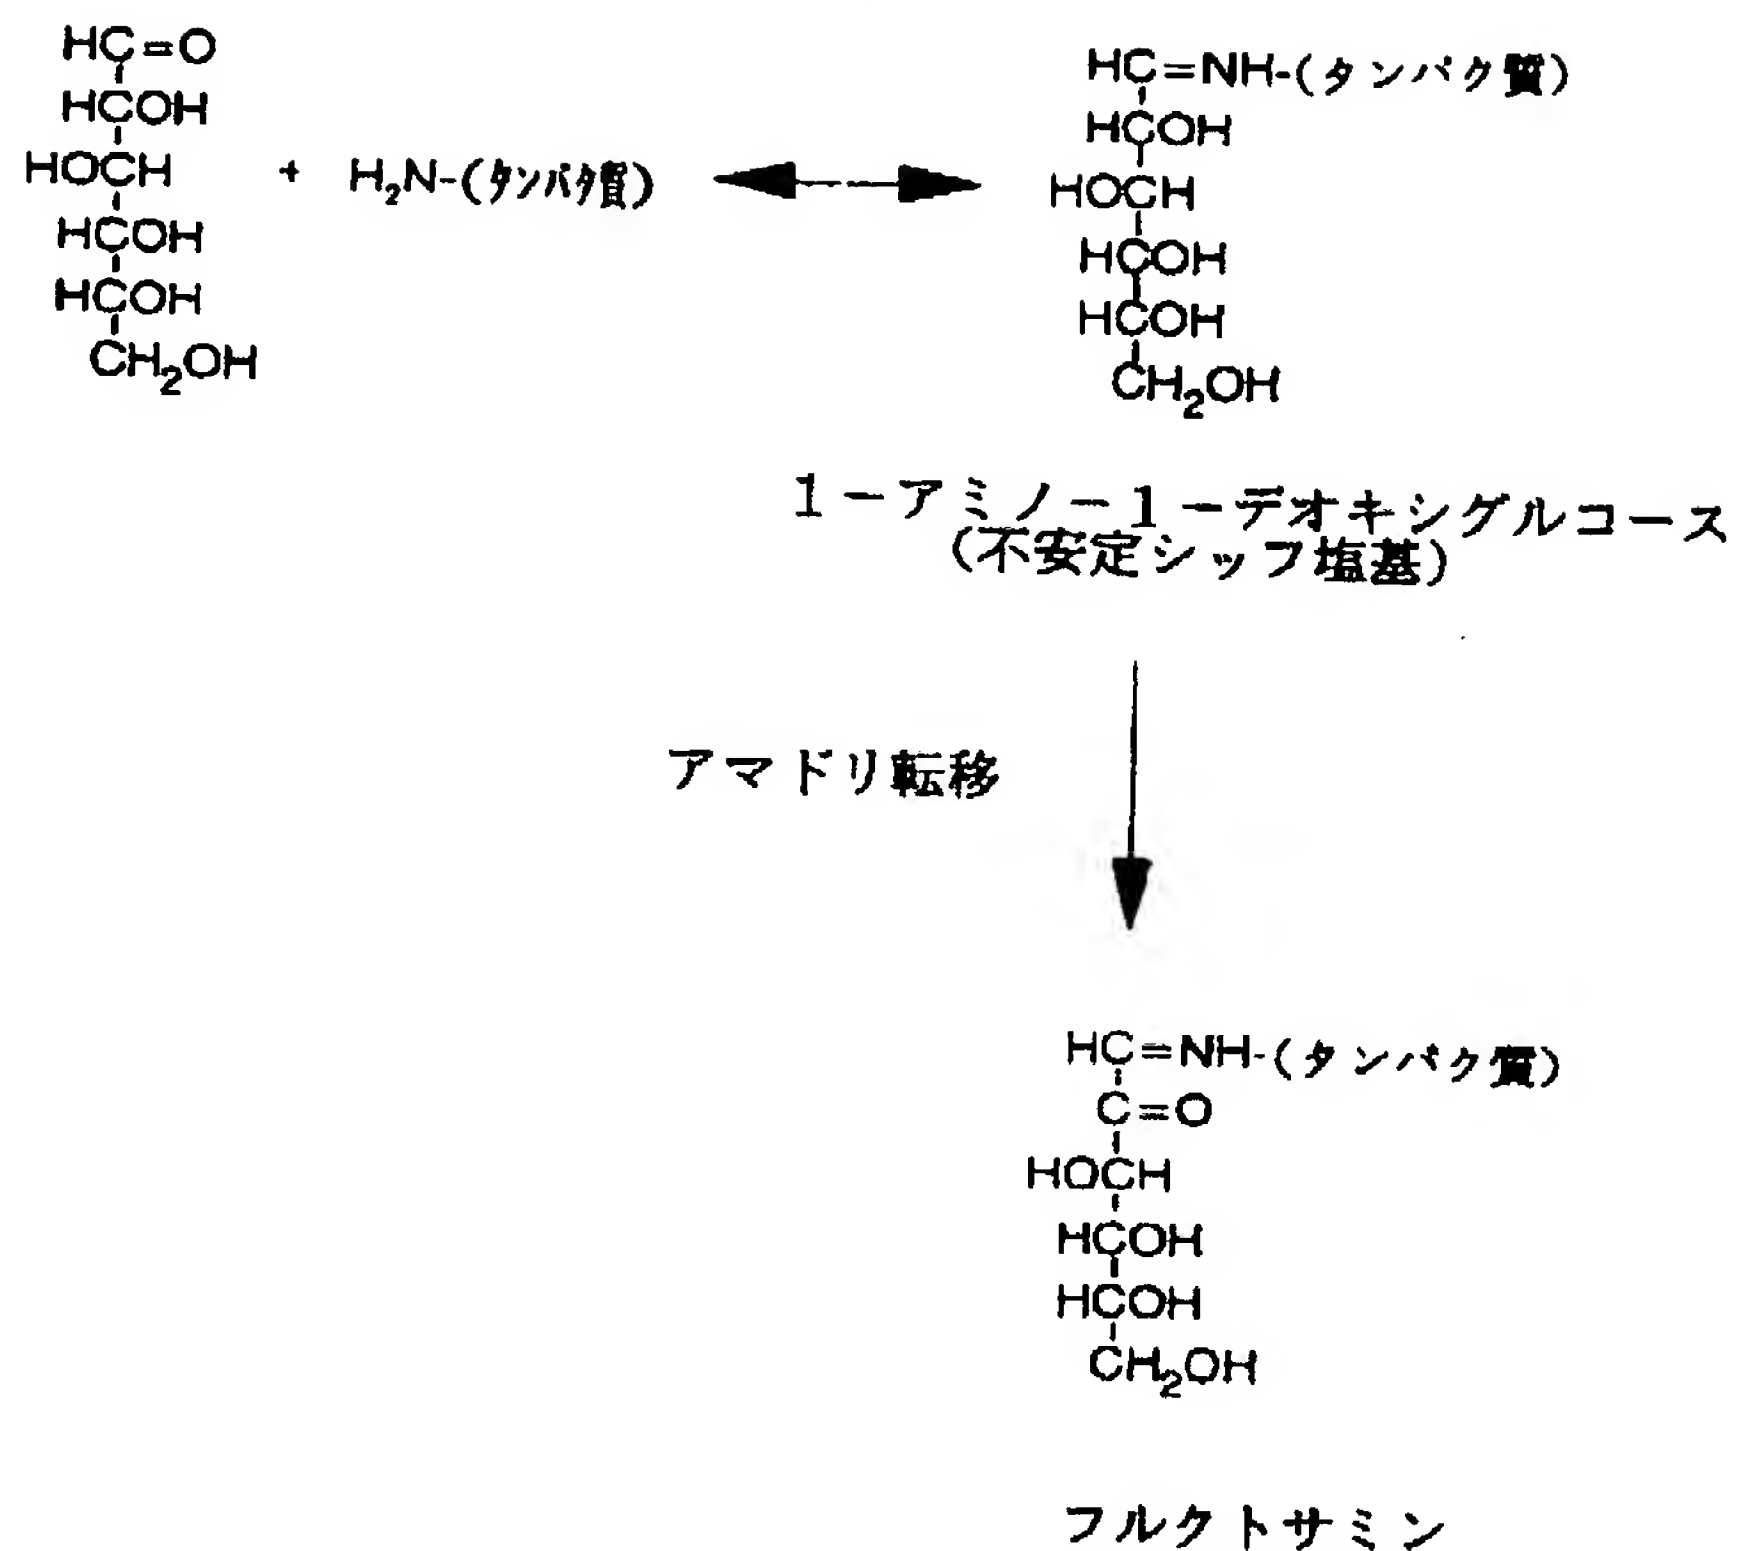 HC=O
HCOH
HOCH
HCOH
HCOH
CH₂OH
+
H₂N-(タンパク質)
HC=NH-(タンパク質)
HCOH
HOCH
HCOH
HCOH
CH₂OH
1-アミノ-1-デオキシグルコース
(不安定シッフ塩基)
アマドリ転移
HC=NH-(タンパク質)
C=O
HOCH
HCOH
HCOH
CH₂OH
フルクトサミン